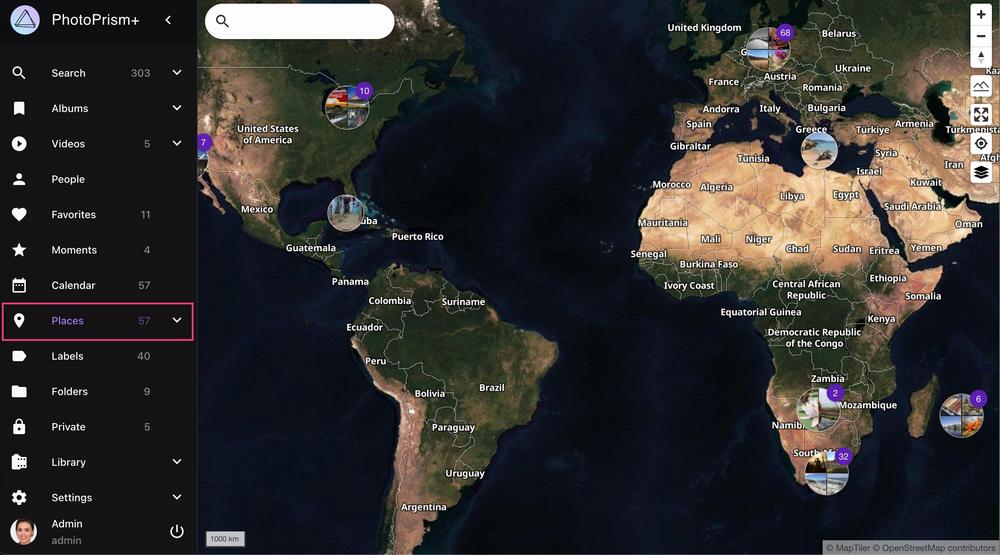 PhotoPrism+
Search 303
Albums
Videos 5
People
Favorites 11
Moments 4
Calendar 57
Places 57
Labels 40
Folders 9
Private 5
Library
Settings
Admin
admin
United Kingdom
Belarus
68
Ukraine
France
Austria
Romania
Andorra
Italy
Bulgaria
10
Spain
Greece
Türkiye
Armenia
Turkmenist
United States
of America
Gibraltar
Tunisia
Syria
Afgh
7
Israel
Iran
Morocco
Algeria
Libya
Egypt
Kuwait
Mexico
uba
Mauritania
Saudi Arabia
Oman
Puerto Rico
Mali
Niger
Chad
Sudan
Eritrea
Yemen
Guatemala
Senegal
Burkina Faso
Ethiopia
Panama
Ivory Coast
Central African
Republic
Somalia
Colombia
Suriname
Equatorial Guinea
Kenya
Ecuador
Democratic Republic
of the Congo
Peru
Zambia
Bolivia
Brazil
2
Mozambique
6
Paraguay
Namib
South Af
32
Uruguay
Argentina
1000 km
© MapTiler © OpenStreetMap contributors